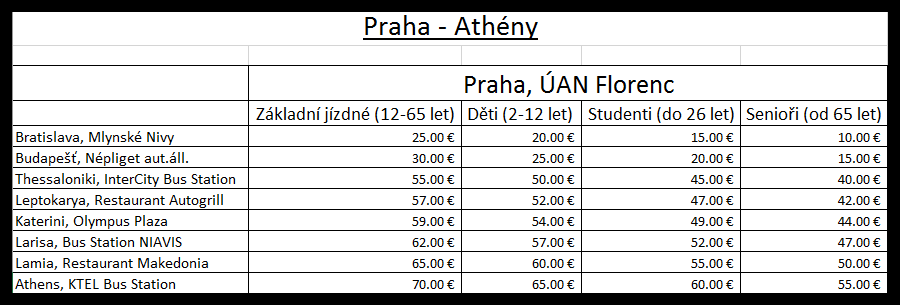 Praha - Athény
Praha, ÚAN Florenc
Základní jízdné (12-65 let) Děti (2-12 let) Studenti (do 26 let) Senioři (od 65 let)
Bratislava, Mlynské Nivy 25.00 € 20.00 € 15.00 € 10.00 €
Budapešť, Népliget aut.áll. 30.00 € 25.00 € 20.00 € 15.00 €
Thessaloniki, InterCity Bus Station 55.00 € 50.00 € 45.00 € 40.00 €
Leptokarya, Restaurant Autogrill 57.00 € 52.00 € 47.00 € 42.00 €
Katerini, Olympus Plaza 59.00 € 54.00 € 49.00 € 44.00 €
Larisa, Bus Station NIAVIS 62.00 € 57.00 € 52.00 € 47.00 €
Lamia, Restaurant Makedonia 65.00 € 60.00 € 55.00 € 50.00 €
Athens, KTEL Bus Station 70.00 € 65.00 € 60.00 € 55.00 €